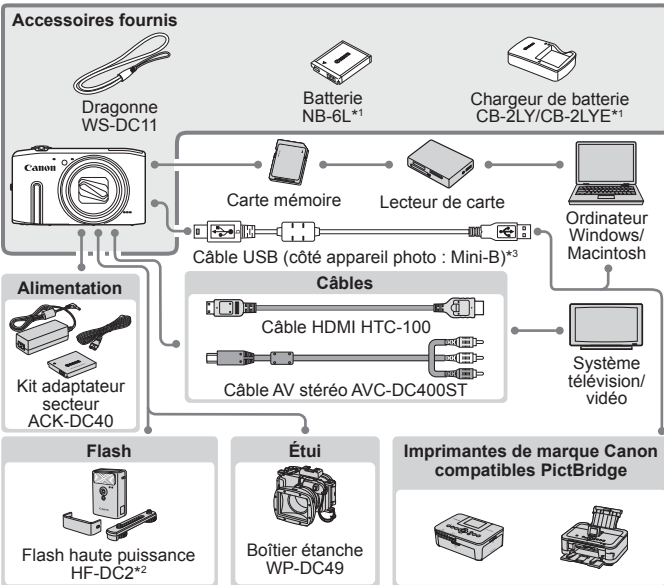 Accessoires fournis
Dragonne
WS-DC11
Batterie
NB-6L*1
Chargeur de batterie
CB-2LY/CB-2LYE*1
Canon
Carte mémoire
Lecteur de carte
Ordinateur
Windows/
Macintosh
Câble USB (côté appareil photo : Mini-B)*3
Alimentation
Kit adaptateur
secteur
ACK-DC40
Câbles
Câble HDMI HTC-100
Câble AV stéréo AVC-DC400ST
Système
télévision/
vidéo
Flash
Flash haute puissance
HF-DC2*2
Étui
Boîtier étanche
WP-DC49
Imprimantes de marque Canon
compatibles PictBridge